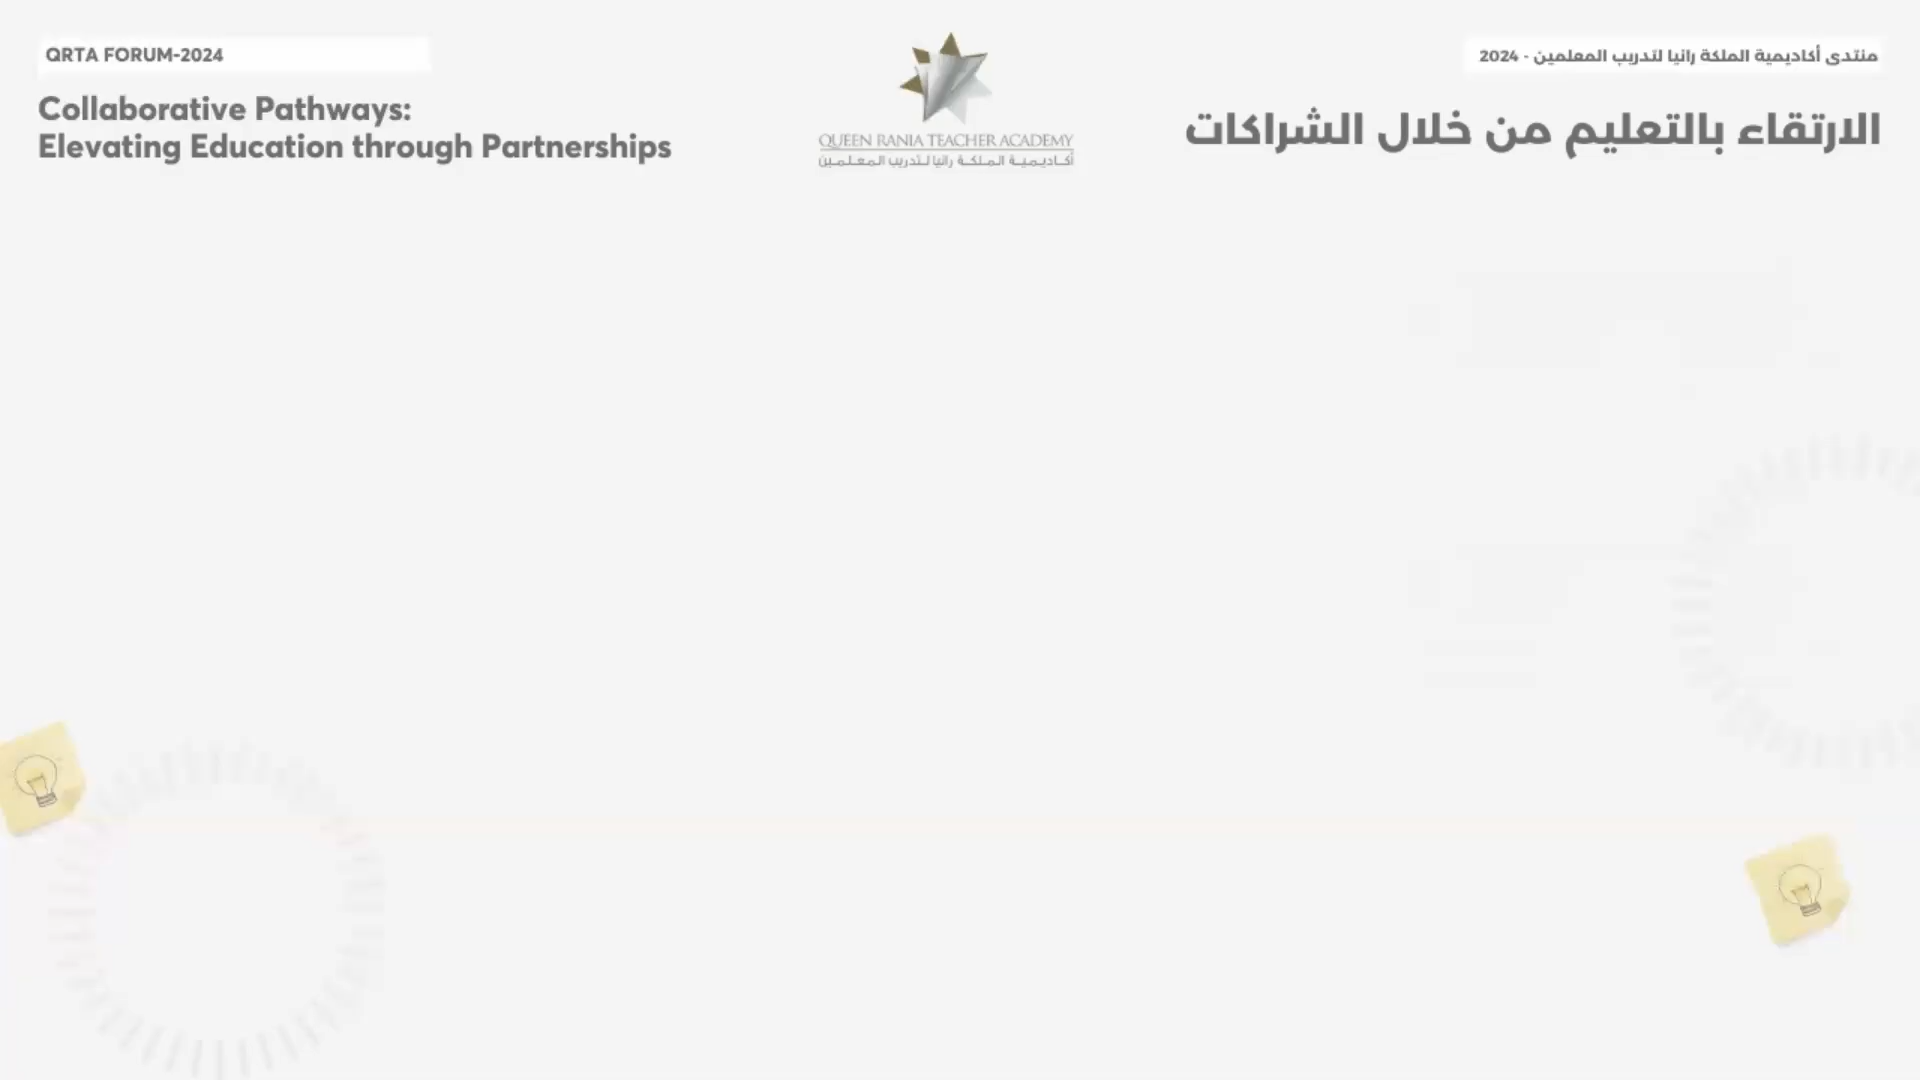 QRTA FORUM-2024
Collaborative Pathways:
Elevating Education through Partnerships
QUEEN RANIA TEACHER ACADEMY
أكاديمية الملكة رانيا لتدريب المعلمين
منتدى أكاديمية الملكة رانيا لتدريب المعلمين - 2024
الارتقاء بالتعليم من خلال الشراكات